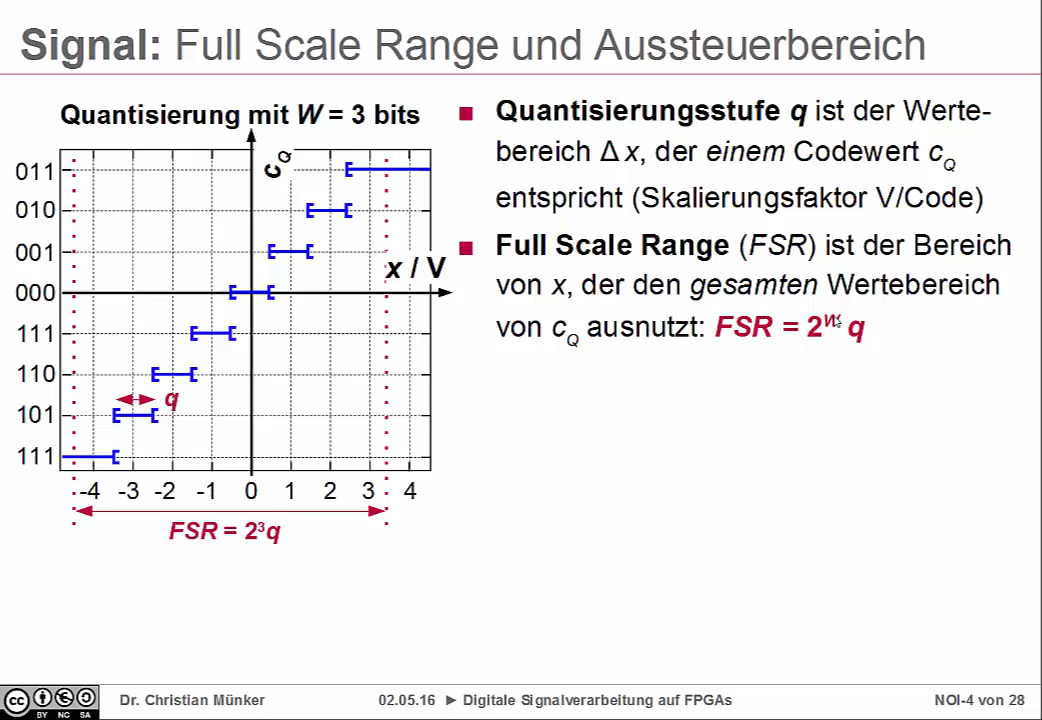 Signal: Full Scale Range und Aussteuerbereich
Quantisierung mit W = 3 bits
c_Q
011
010
001
x / V
000
111
110
q
101
111
-4 -3 -2 -1 0 1 2 3 4
FSR = 2³q
■ Quantisierungsstufe q ist der Werte-
bereich Δ x, der einem Codewert c_Q
entspricht (Skalierungsfaktor V/Code)
■ Full Scale Range (FSR) ist der Bereich
von x, der den gesamten Wertebereich
von c_Q ausnutzt: FSR = 2^W q
cc BY NC SA
Dr. Christian Münker
02.05.16 ► Digitale Signalverarbeitung auf FPGAs
NOI-4 von 28